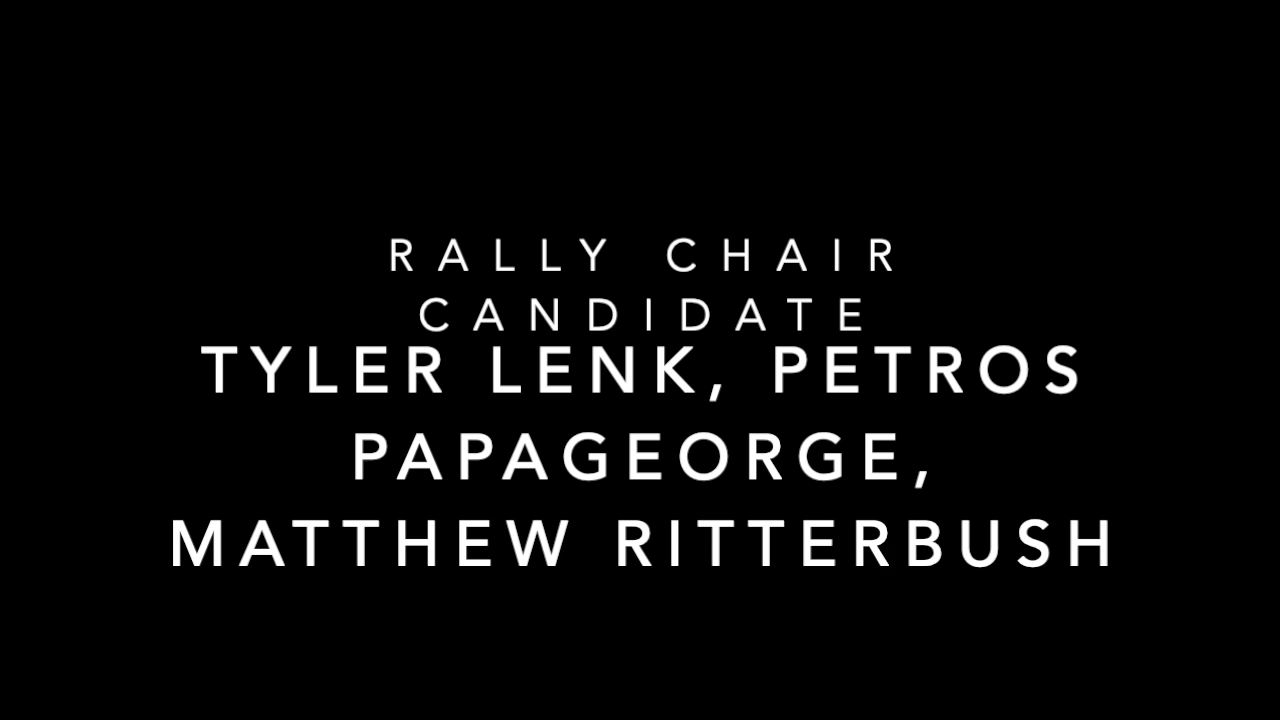 RALLY CHAIR
CANDIDATE
TYLER LENK, PETROS
PAPAGEORGE,
MATTHEW RITTERBUSH